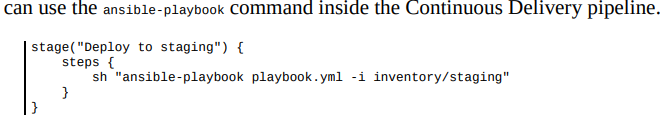 can use the ansible-playbook command inside the Continuous Delivery pipeline.
stage("Deploy to staging") {
    steps {
        sh "ansible-playbook playbook.yml -i inventory/staging"
    }
}